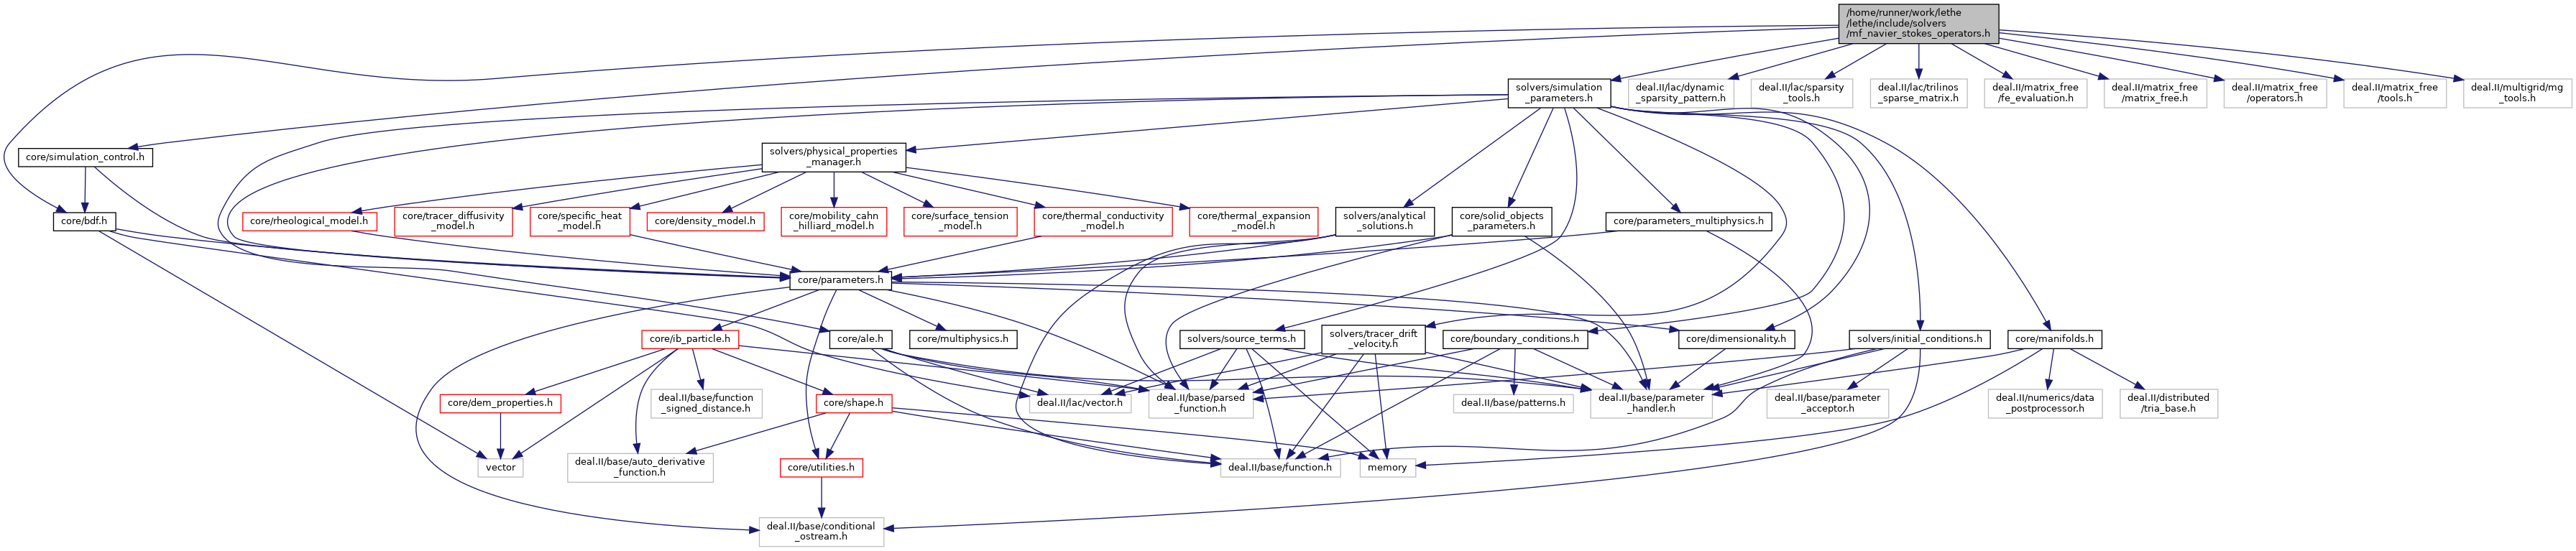 /home/runner/work/lethe
/lethe/include/solvers
/mf_navier_stokes_operators.h
solvers/simulation
_parameters.h
deal.II/lac/dynamic
_sparsity_pattern.h
deal.II/lac/sparsity
_tools.h
deal.II/lac/trilinos
_sparse_matrix.h
deal.II/matrix_free
/fe_evaluation.h
deal.II/matrix_free
/matrix_free.h
deal.II/matrix_free
/operators.h
deal.II/matrix_free
/tools.h
deal.II/multigrid/mg
_tools.h
core/simulation_control.h
solvers/physical_properties
_manager.h
core/bdf.h
core/rheological_model.h
core/tracer_diffusivity
_model.h
core/specific_heat
_model.h
core/density_model.h
core/mobility_cahn
_hilliard_model.h
core/surface_tension
_model.h
core/thermal_conductivity
_model.h
core/thermal_expansion
_model.h
solvers/analytical
_solutions.h
core/solid_objects
_parameters.h
core/parameters_multiphysics.h
core/parameters.h
core/ib_particle.h
core/ale.h
core/multiphysics.h
solvers/source_terms.h
solvers/tracer_drift
_velocity.h
core/boundary_conditions.h
core/dimensionality.h
solvers/initial_conditions.h
core/manifolds.h
core/dem_properties.h
deal.II/base/function
_signed_distance.h
core/shape.h
deal.II/lac/vector.h
deal.II/base/parsed
_function.h
deal.II/base/patterns.h
deal.II/base/parameter
_handler.h
deal.II/base/parameter
_acceptor.h
deal.II/numerics/data
_postprocessor.h
deal.II/distributed
/tria_base.h
vector
deal.II/base/auto_derivative
_function.h
core/utilities.h
deal.II/base/function.h
memory
deal.II/base/conditional
_ostream.h